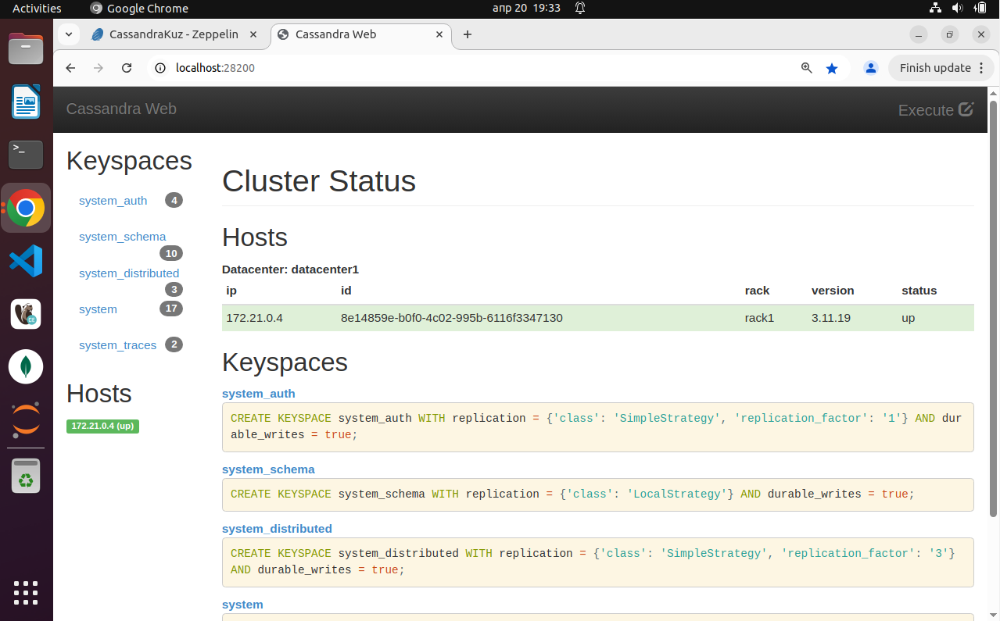 Activities
Google Chrome
апр 20 19:33
CassandraKuz - Zeppelin
Cassandra Web
localhost:28200
Finish update
Cassandra Web
Execute
Keyspaces
system_auth 4
system_schema
10
system_distributed
3
system 17
system_traces 2
Hosts
172.21.0.4 (up)
Cluster Status
Hosts
Datacenter: datacenter1
ip id rack version status
172.21.0.4 8e14859e-b0f0-4c02-995b-6116f3347130 rack1 3.11.19 up
Keyspaces
system_auth
CREATE KEYSPACE system_auth WITH replication = {'class': 'SimpleStrategy', 'replication_factor': '1'} AND dur
able_writes = true;
system_schema
CREATE KEYSPACE system_schema WITH replication = {'class': 'LocalStrategy'} AND durable_writes = true;
system_distributed
CREATE KEYSPACE system_distributed WITH replication = {'class': 'SimpleStrategy', 'replication_factor': '3'}
AND durable_writes = true;
system